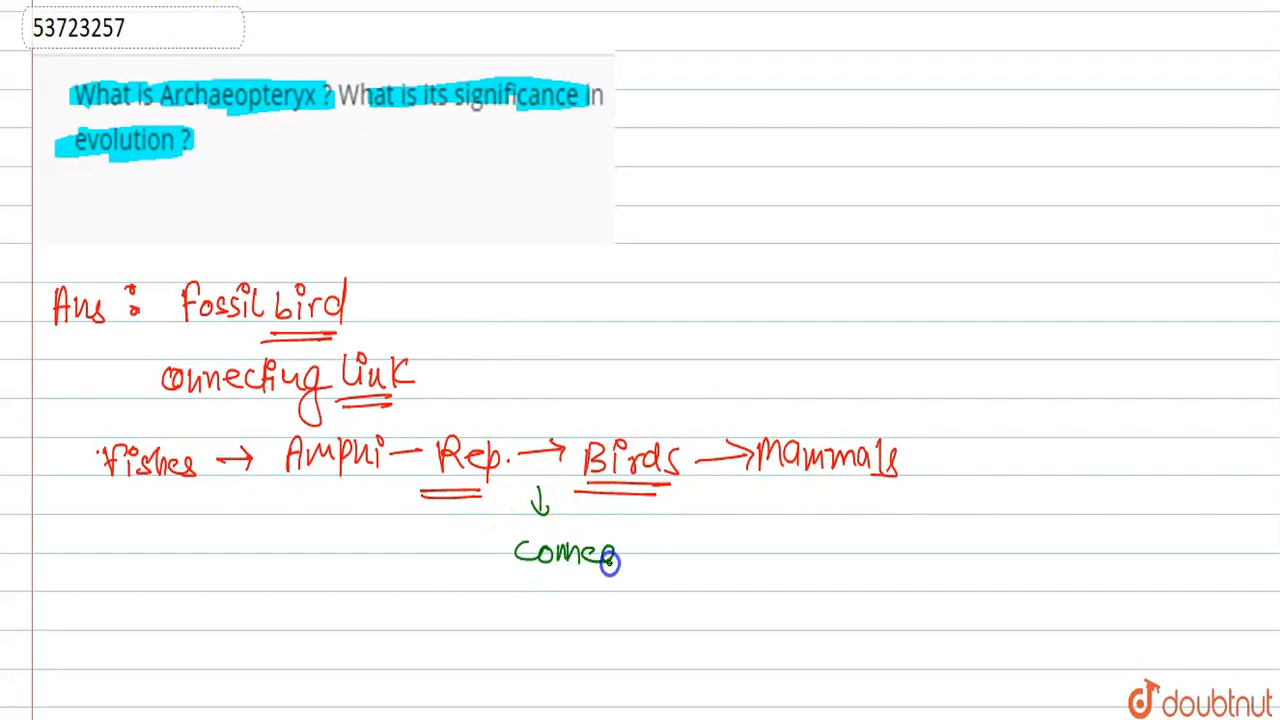 53723257
What is Archaeopteryx ? What is its significance in
evolution ?
Ans : Fossil bird
connecting link
Fishes → Amphi – Rep. → Birds → Mammals
↓
Connec
doubtnut